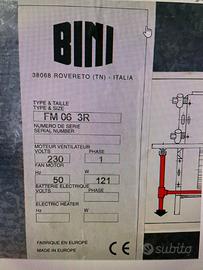 BINI
38068 ROVERETO (TN) - ITALIA
TYPE & TAILLE
TYPE & SIZE
FM 06 3R
NUMERO DE SERIE
SERIAL NUMBER
MOTEUR VENTILATEUR
VOLTS PHASE
230 1
FAN MOTOR
HZ W
50 121
BATTERIE ELECTRIQUE
VOLTS PHASE
ELECTRIC HEATER
HZ W
FABRIQUE EN EUROPE
MADE IN EUROPE
CE
subito